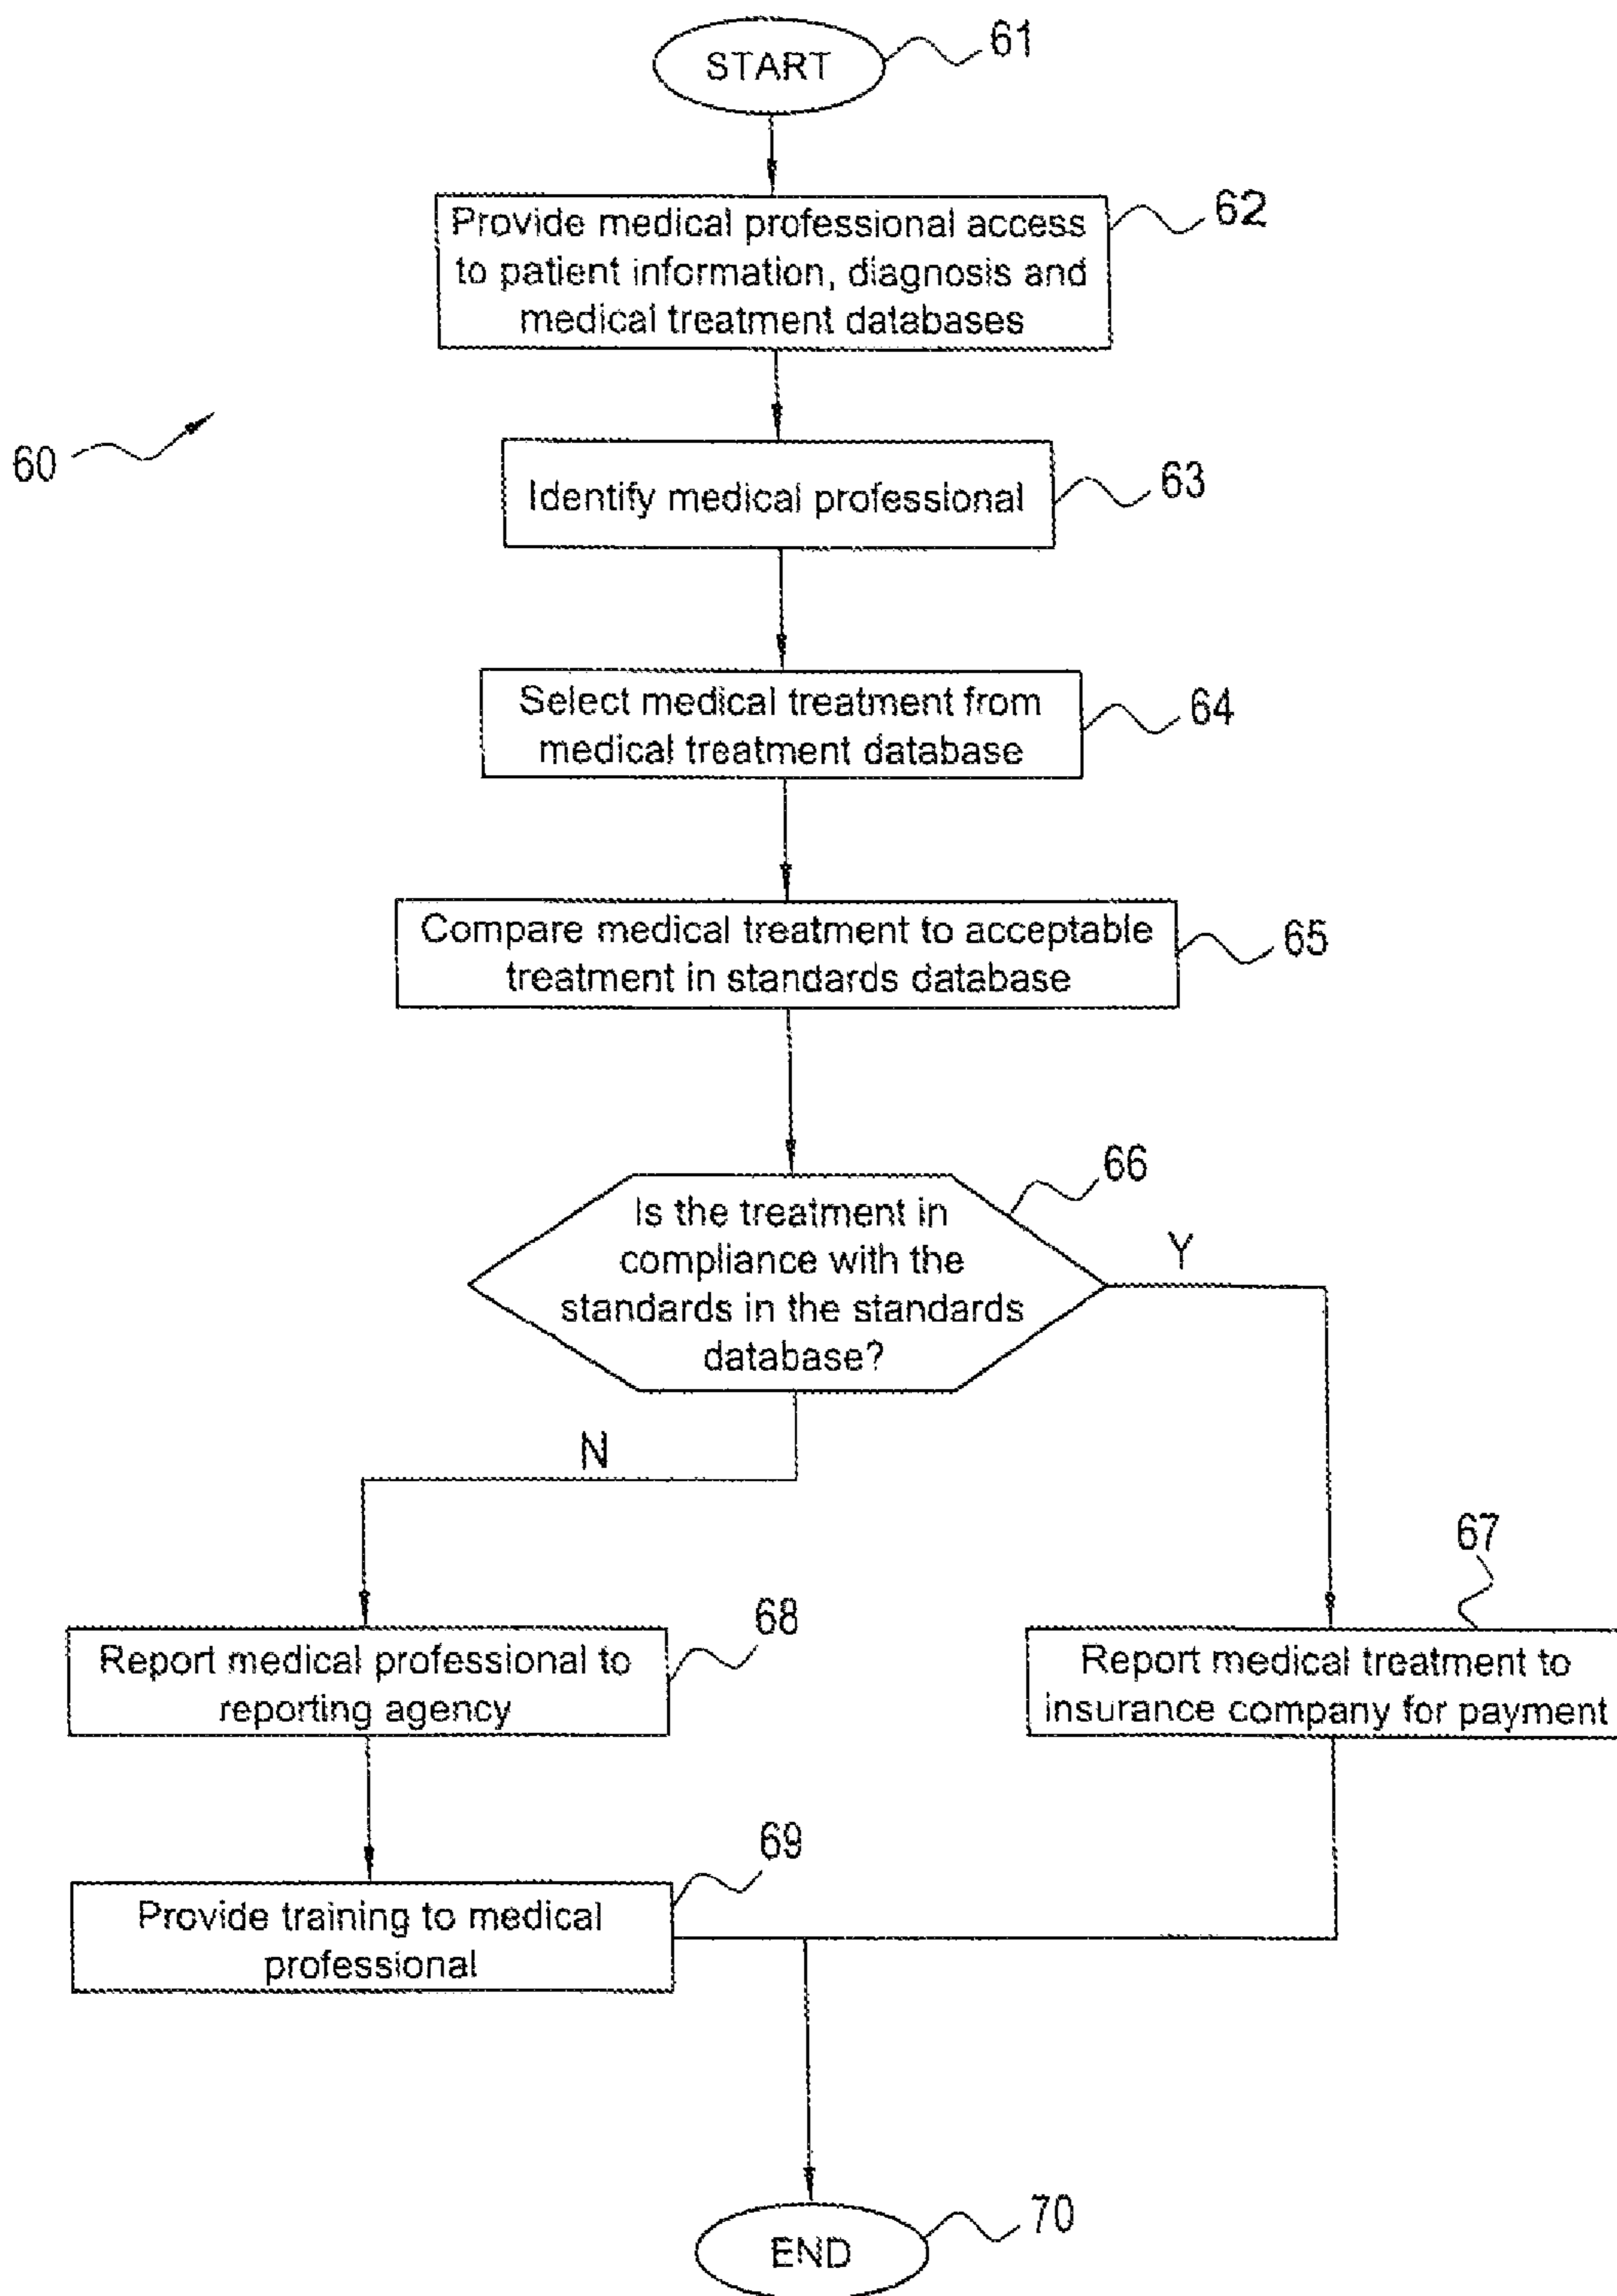 START
61
Provide medical professional access
to patient information, diagnosis and
medical treatment databases
62
60
Identify medical professional
63
Select medical treatment from
medical treatment database
64
Compare medical treatment to acceptable
treatment in standards database
65
Is the treatment in
compliance with the
standards in the standards
database?
66
Y
N
67
Report medical professional to
reporting agency
68
Report medical treatment to
insurance company for payment
Provide training to medical
professional
69
END
70